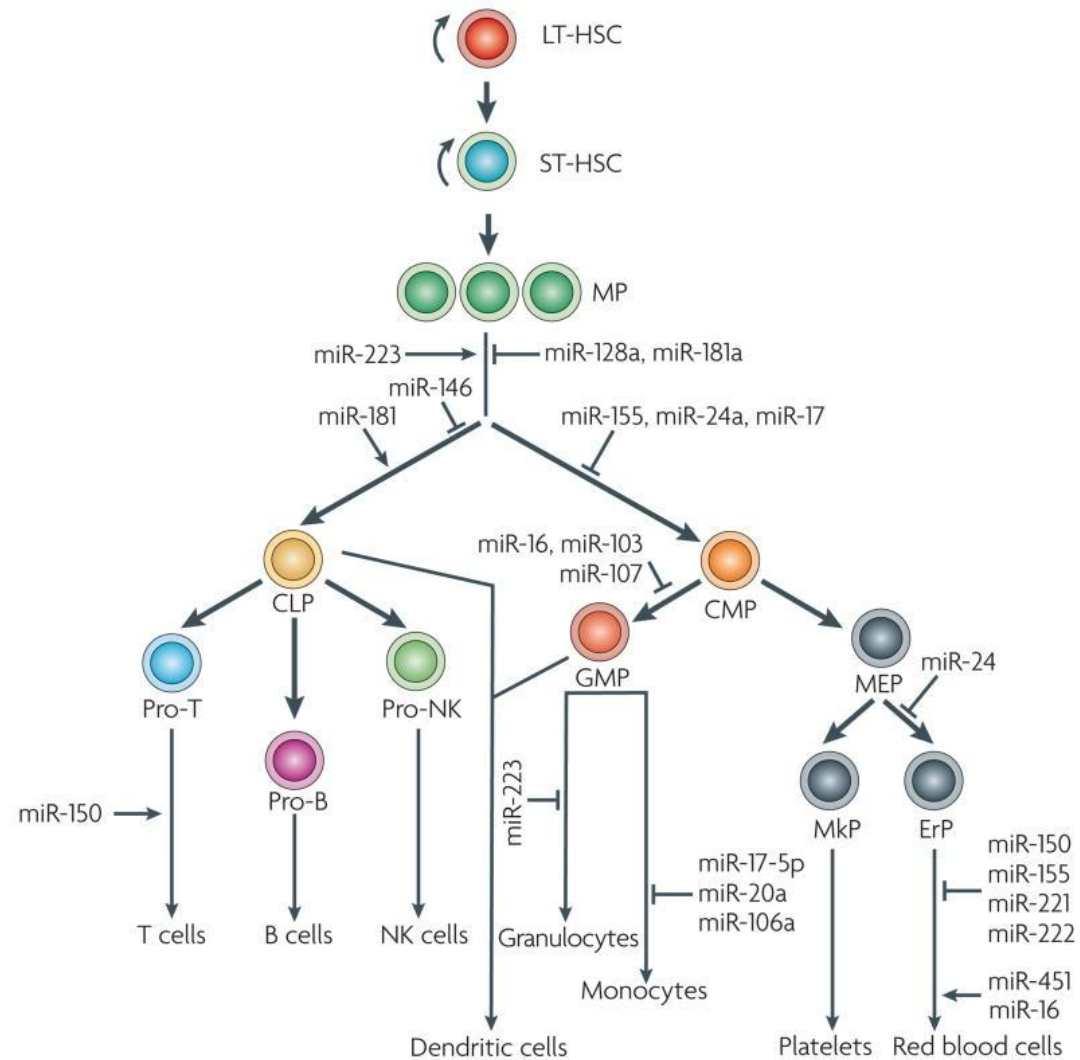 LT-HSC
ST-HSC
MP
miR-223
miR-128a, miR-181a
miR-146
miR-181
miR-155, miR-24a, miR-17
miR-16, miR-103
miR-107
CLP
CMP
GMP
MEP
miR-24
Pro-T
Pro-NK
Pro-B
miR-150
miR-223
MkP
ErP
miR-17-5p
miR-20a
miR-106a
miR-150
miR-155
miR-221
miR-222
miR-451
miR-16
T cells
B cells
NK cells
Granulocytes
Monocytes
Dendritic cells
Platelets
Red blood cells